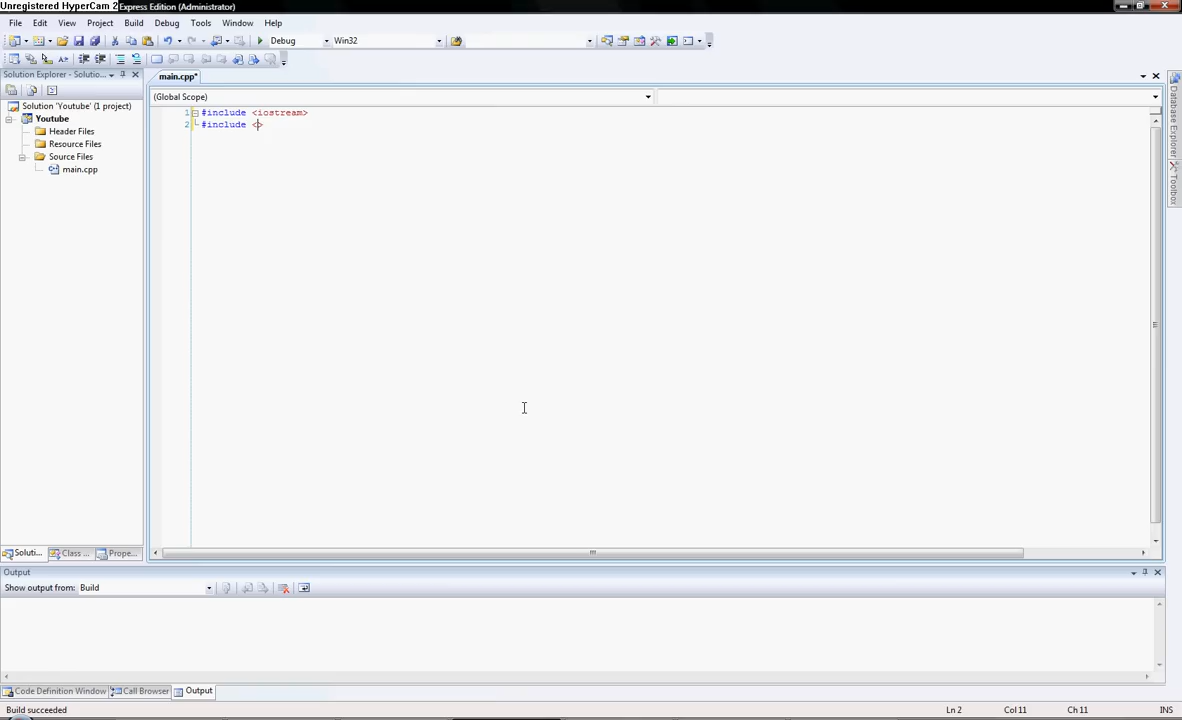 Unregistered HyperCam 2 Express Edition (Administrator)
File Edit View Project Build Debug Tools Window Help
Debug Win32
Solution Explorer - Solutio...
main.cpp*
(Global Scope)
Solution 'Youtube' (1 project)
Youtube
Header Files
Resource Files
Source Files
main.cpp
1 #include <iostream>
2 #include <>
Database Explorer
Toolbox
Soluti... Class ... Prope...
Output
Show output from: Build
Code Definition Window Call Browser Output
Build succeeded Ln 2 Col 11 Ch 11 INS